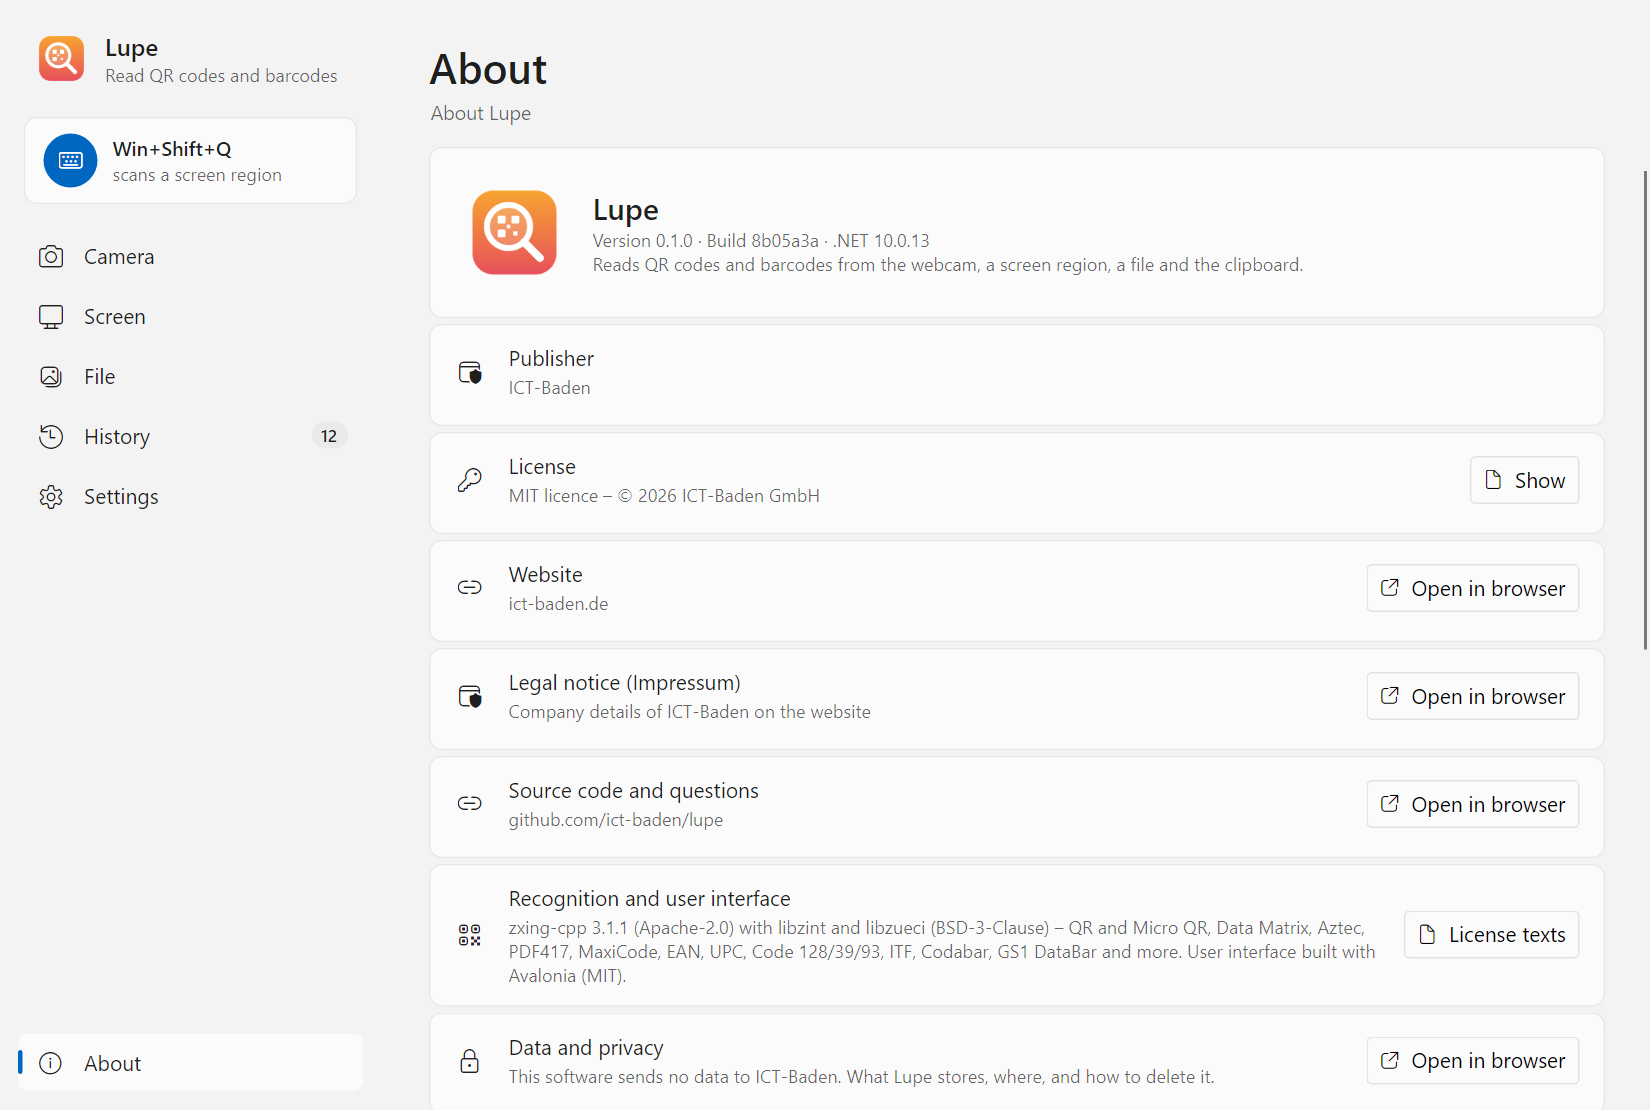 Lupe
Read QR codes and barcodes
Win+Shift+Q
scans a screen region
Camera
Screen
File
History 12
Settings
About
About
About Lupe
Lupe
Version 0.1.0 · Build 8b05a3a · .NET 10.0.13
Reads QR codes and barcodes from the webcam, a screen region, a file and the clipboard.
Publisher
ICT-Baden
License
MIT licence – © 2026 ICT-Baden GmbH
Show
Website
ict-baden.de
Open in browser
Legal notice (Impressum)
Company details of ICT-Baden on the website
Open in browser
Source code and questions
github.com/ict-baden/lupe
Open in browser
Recognition and user interface
zxing-cpp 3.1.1 (Apache-2.0) with libzint and libzueci (BSD-3-Clause) – QR and Micro QR, Data Matrix, Aztec,
PDF417, MaxiCode, EAN, UPC, Code 128/39/93, ITF, Codabar, GS1 DataBar and more. User interface built with
Avalonia (MIT).
License texts
Data and privacy
This software sends no data to ICT-Baden. What Lupe stores, where, and how to delete it.
Open in browser